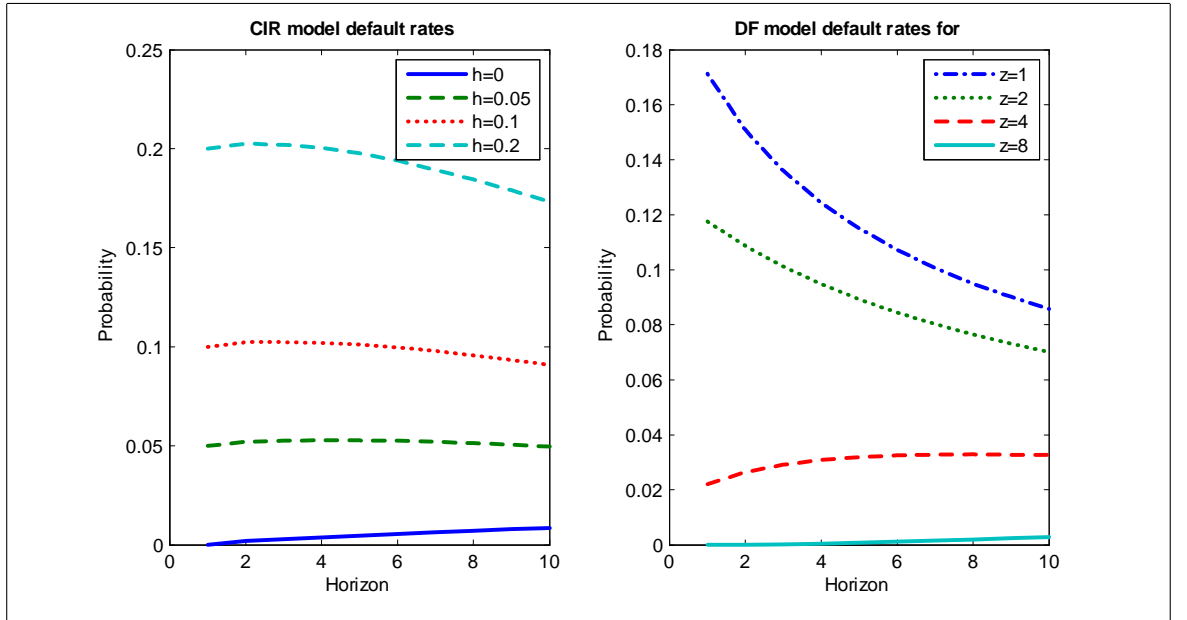 CIR model default rates
0.25
0.2
0.15
0.1
0.05
0
Probability
h=0
h=0.05
h=0.1
h=0.2
0 2 4 6 8 10
Horizon
DF model default rates for
0.18
0.16
0.14
0.12
0.1
0.08
0.06
0.04
0.02
0
Probability
z=1
z=2
z=4
z=8
0 2 4 6 8 10
Horizon